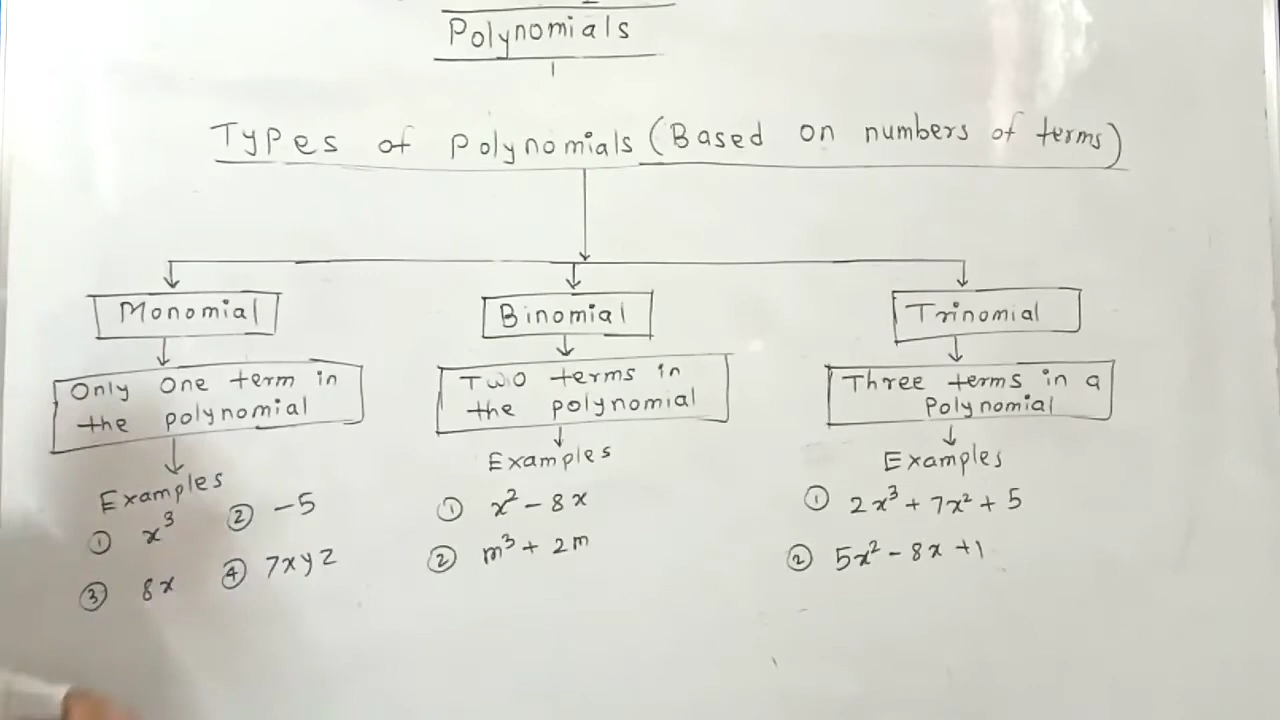 Polynomials
Types of Polynomials (Based on numbers of terms)
Monomial
Only One term in
the polynomial
Examples
① x³ ② -5
③ 8x ④ 7xyz
Binomial
Two terms in
the polynomial
Examples
① x² - 8x
② m³ + 2m
Trinomial
Three terms in a
Polynomial
Examples
① 2x³ + 7x² + 5
② 5x² - 8x + 1